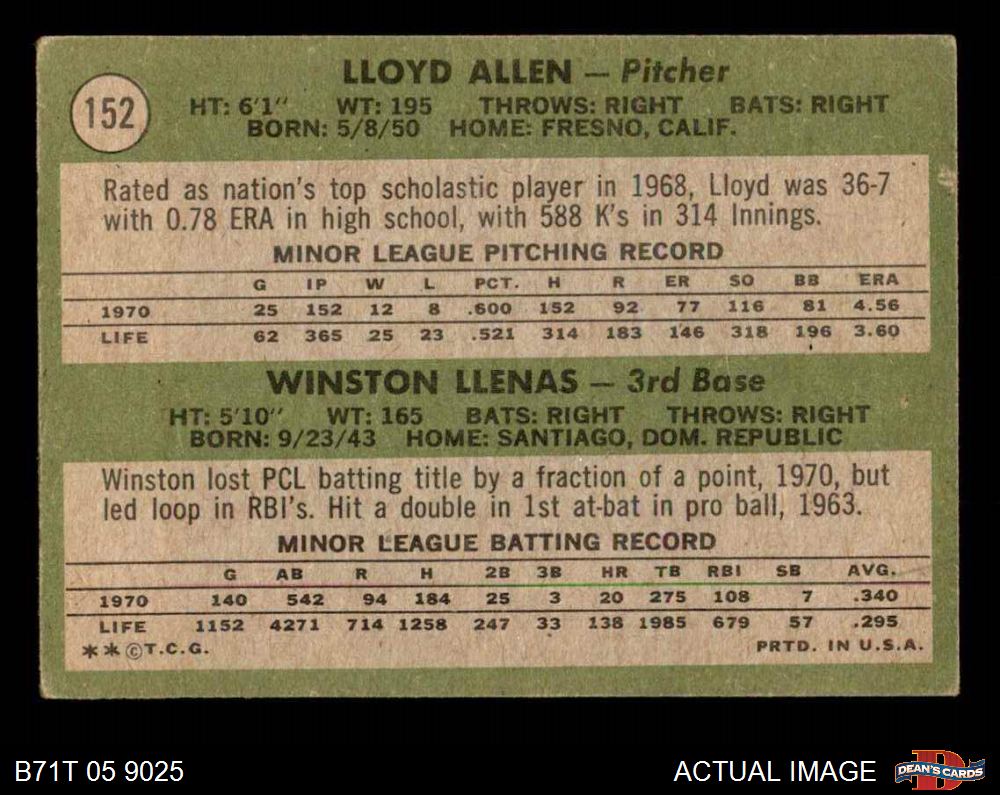 LLOYD ALLEN — Pitcher
152
HT: 6'1" WT: 195 THROWS: RIGHT BATS: RIGHT
BORN: 5/8/50 HOME: FRESNO, CALIF.
Rated as nation's top scholastic player in 1968, Lloyd was 36-7
with 0.78 ERA in high school, with 588 K's in 314 Innings.
MINOR LEAGUE PITCHING RECORD
G IP W L PCT. H R ER SO BB ERA
1970 25 152 12 8 .600 152 92 77 116 81 4.56
LIFE 62 365 25 23 .521 314 183 146 318 196 3.60
WINSTON LLENAS — 3rd Base
HT: 5'10" WT: 165 BATS: RIGHT THROWS: RIGHT
BORN: 9/23/43 HOME: SANTIAGO, DOM. REPUBLIC
Winston lost PCL batting title by a fraction of a point, 1970, but
led loop in RBI's. Hit a double in 1st at-bat in pro ball, 1963.
MINOR LEAGUE BATTING RECORD
G AB R H 2B 3B HR TB RBI SB AVG.
1970 140 542 94 184 25 3 20 275 108 7 .340
LIFE 1152 4271 714 1258 247 33 138 1985 679 57 .295
**©T.C.G. PRTD. IN U.S.A.
B71T 05 9025 ACTUAL IMAGE D DEAN'S CARDS